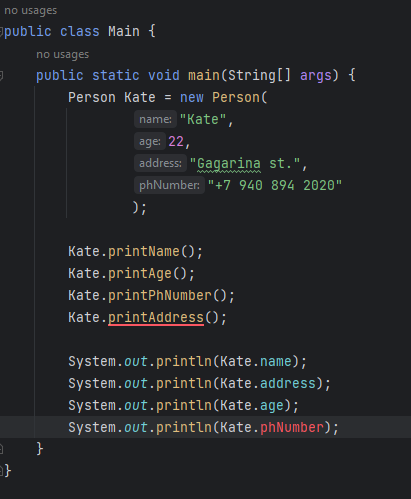 no usages
public class Main {
no usages
public static void main(String[] args) {
Person Kate = new Person(
name: "Kate",
age: 22,
address: "Gagarina st.",
phNumber: "+7 940 894 2020"
);
Kate.printName();
Kate.printAge();
Kate.printPhNumber();
Kate.printAddress();
System.out.println(Kate.name);
System.out.println(Kate.address);
System.out.println(Kate.age);
System.out.println(Kate.phNumber);
}
}